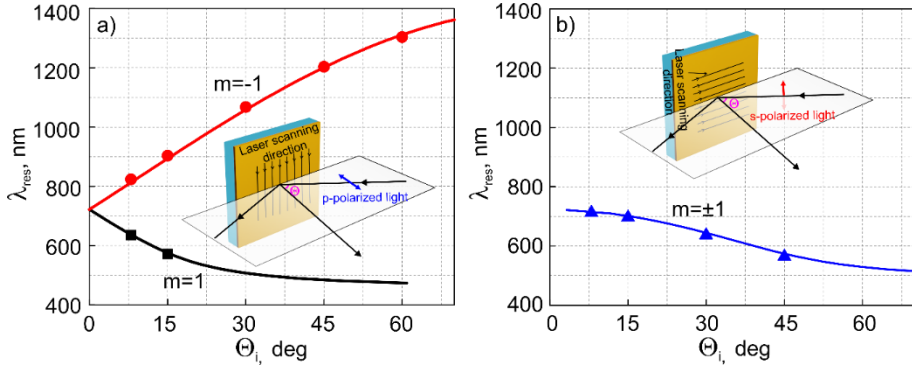 a)
1400
1200
1000
800
600
400
λres, nm
m=-1
m=1
Laser scanning
direction
Θ
p-polarized light
0
15
30
45
60
Θi, deg
b)
1400
1200
1000
800
600
400
λres, nm
Laser scanning
direction
Θ
s-polarized light
m=±1
0
15
30
45
60
Θi, deg